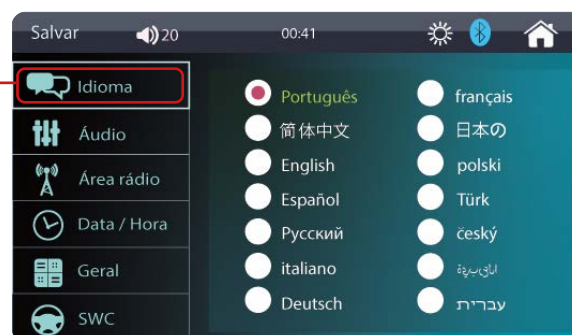 Salvar 20 00:41
Idioma
Áudio
Área rádio
Data / Hora
Geral
SWC
Português
简体中文
English
Español
Русский
italiano
Deutsch
français
日本の
polski
Türk
český
עברית